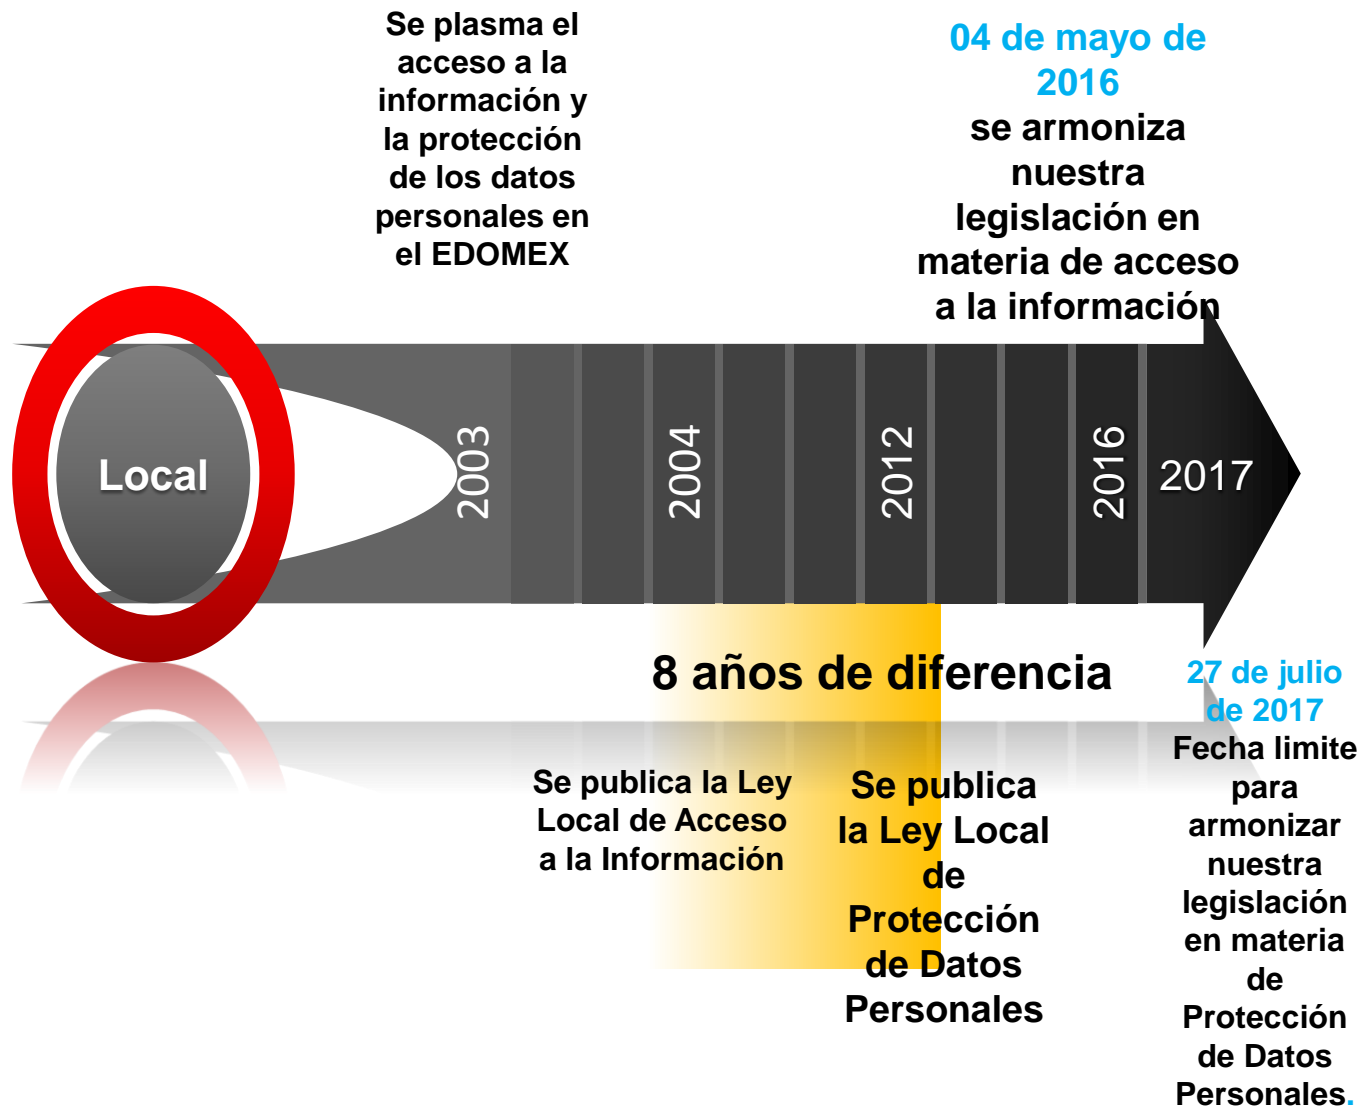 Se plasma el
acceso a la
información y
la protección
de los datos
personales en
el EDOMEX
04 de mayo de
2016
se armoniza
nuestra
legislación en
materia de acceso
a la información
Local
2003
2004
2012
2016
2017
8 años de diferencia
Se publica la Ley
Local de Acceso
a la Información
Se publica
la Ley Local
de
Protección
de Datos
Personales
27 de julio
de 2017
Fecha limite
para
armonizar
nuestra
legislación
en materia
de
Protección
de Datos
Personales.